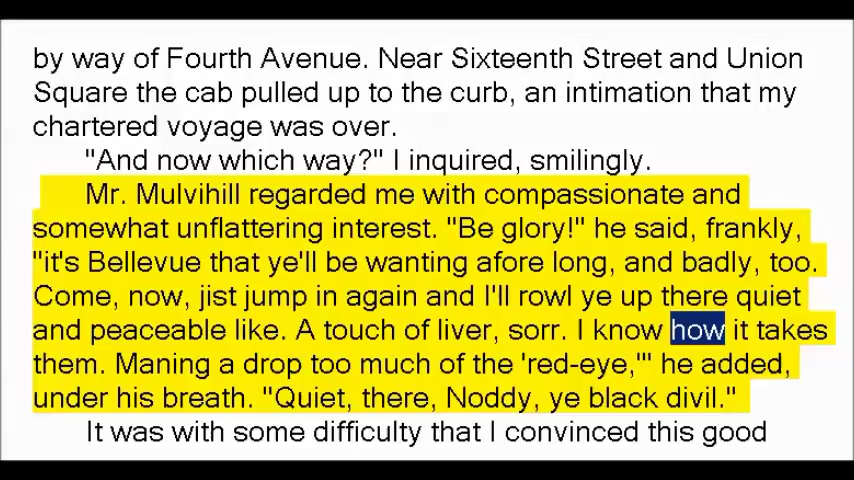 by way of Fourth Avenue. Near Sixteenth Street and Union
Square the cab pulled up to the curb, an intimation that my
chartered voyage was over.
"And now which way?" I inquired, smilingly.
Mr. Mulvihill regarded me with compassionate and
somewhat unflattering interest. "Be glory!" he said, frankly,
"it's Bellevue that ye'll be wanting afore long, and badly, too.
Come, now, jist jump in again and I'll rowl ye up there quiet
and peaceable like. A touch of liver, sorr. I know how it takes
them. Maning a drop too much of the 'red-eye,'" he added,
under his breath. "Quiet, there, Noddy, ye black divil."
It was with some difficulty that I convinced this good